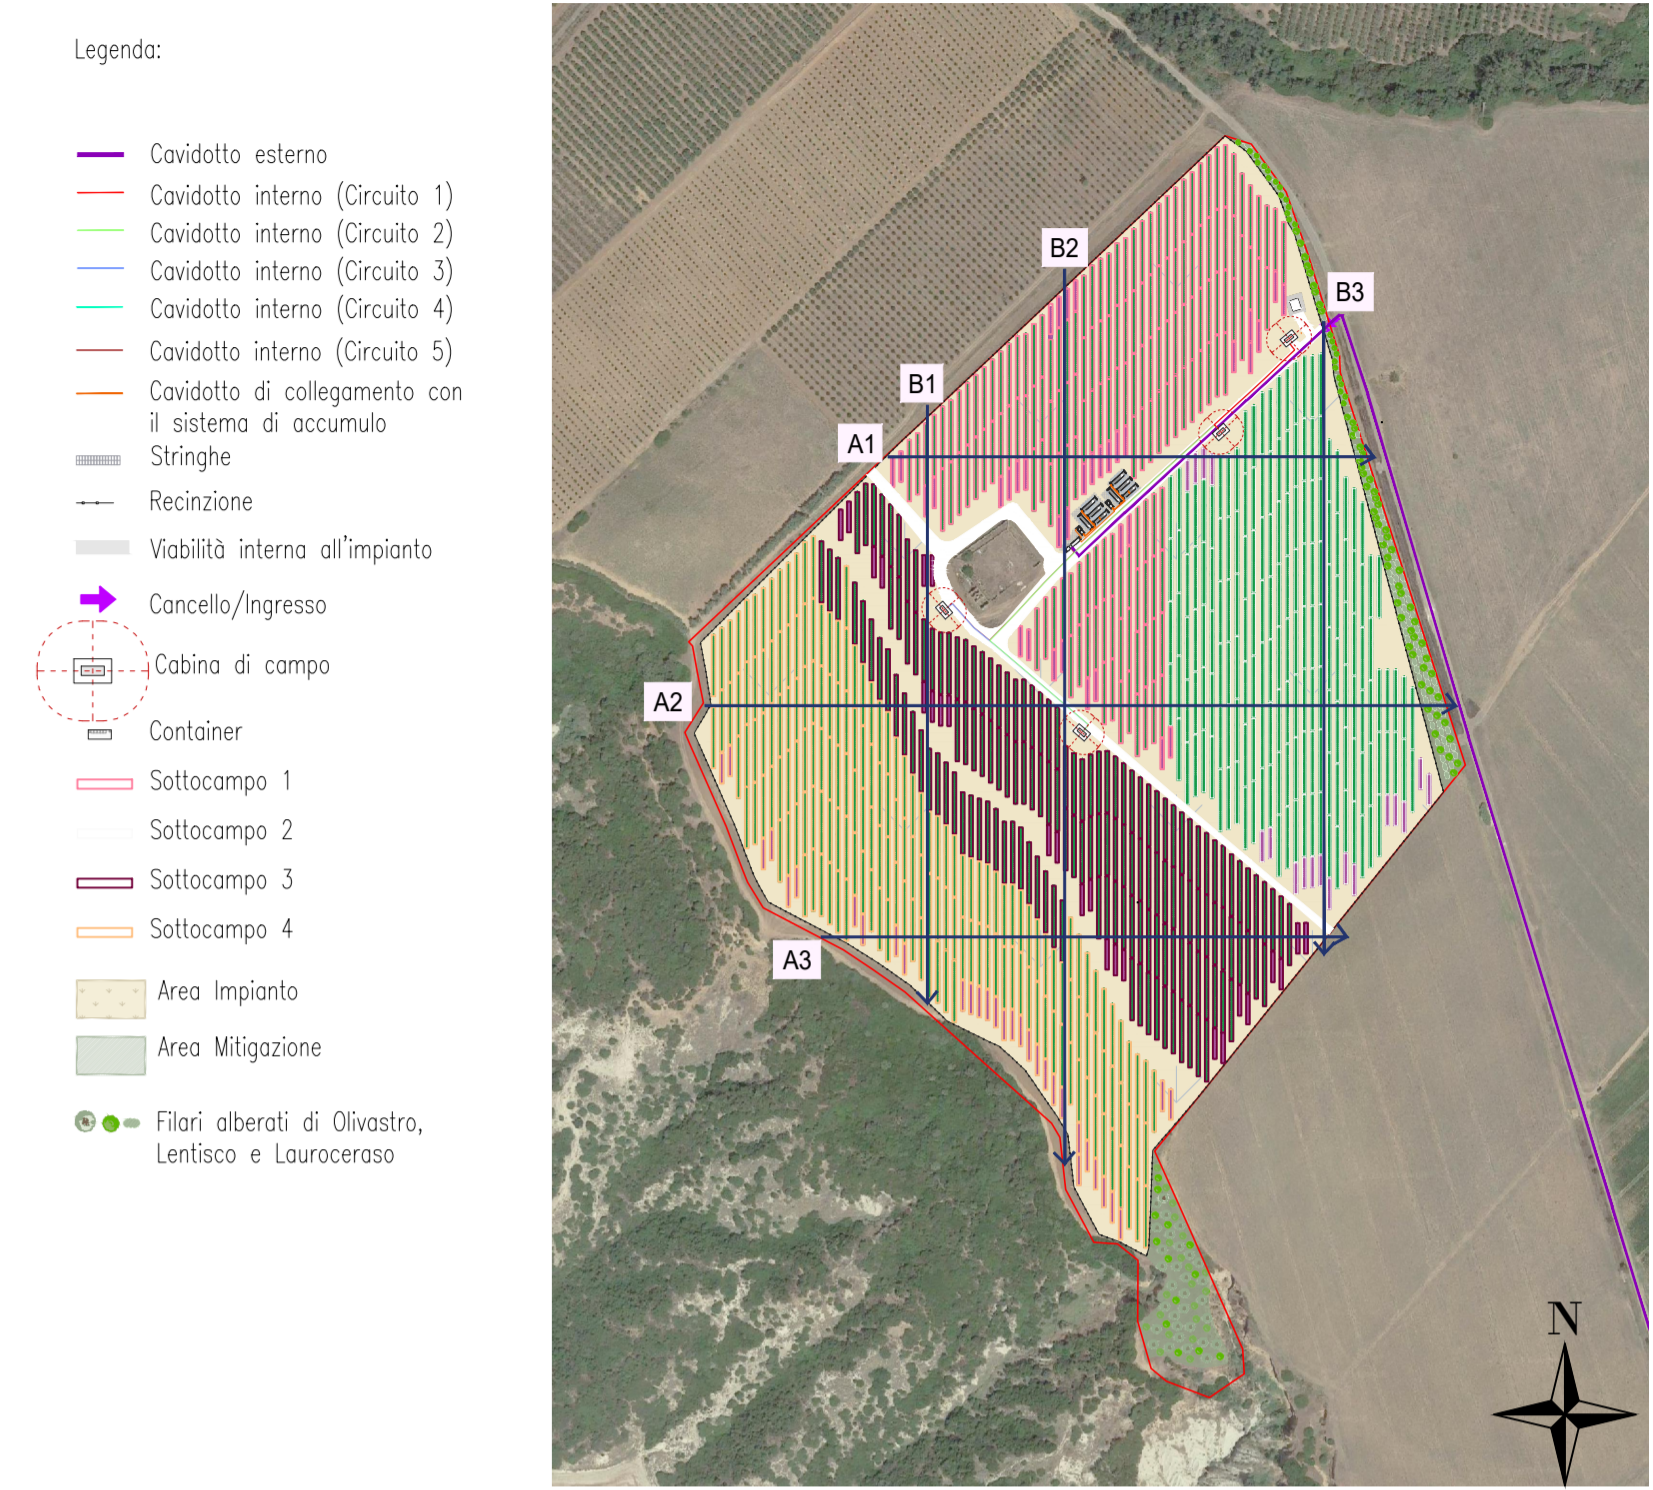 Legenda:
Cavidotto esterno
Cavidotto interno (Circuito 1)
Cavidotto interno (Circuito 2)
Cavidotto interno (Circuito 3)
Cavidotto interno (Circuito 4)
Cavidotto interno (Circuito 5)
Cavidotto di collegamento con
il sistema di accumulo
Stringhe
Recinzione
Viabilità interna all'impianto
Cancello/Ingresso
Cabina di campo
Container
Sottocampo 1
Sottocampo 2
Sottocampo 3
Sottocampo 4
Area Impianto
Area Mitigazione
Filari alberati di Olivastro,
Lentisco e Lauroceraso
B2
B3
B1
A1
A2
A3
N